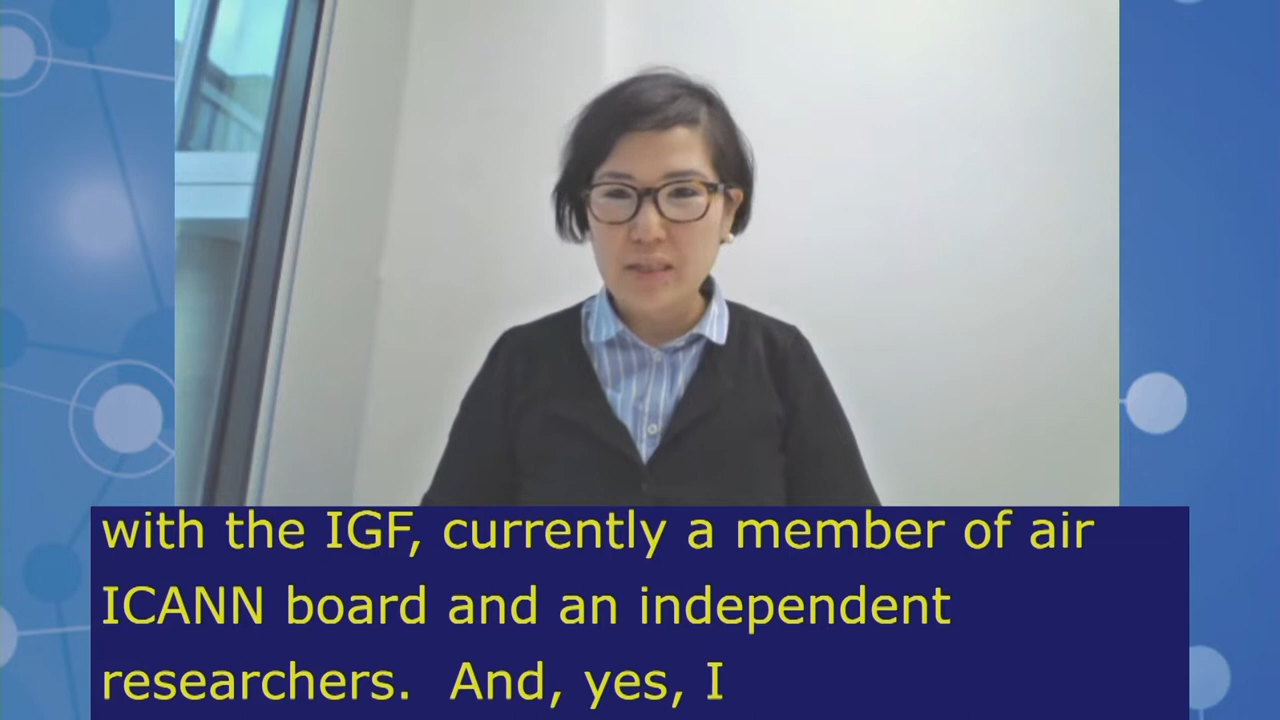 with the IGF, currently a member of air
ICANN board and an independent
researchers.  And, yes, I